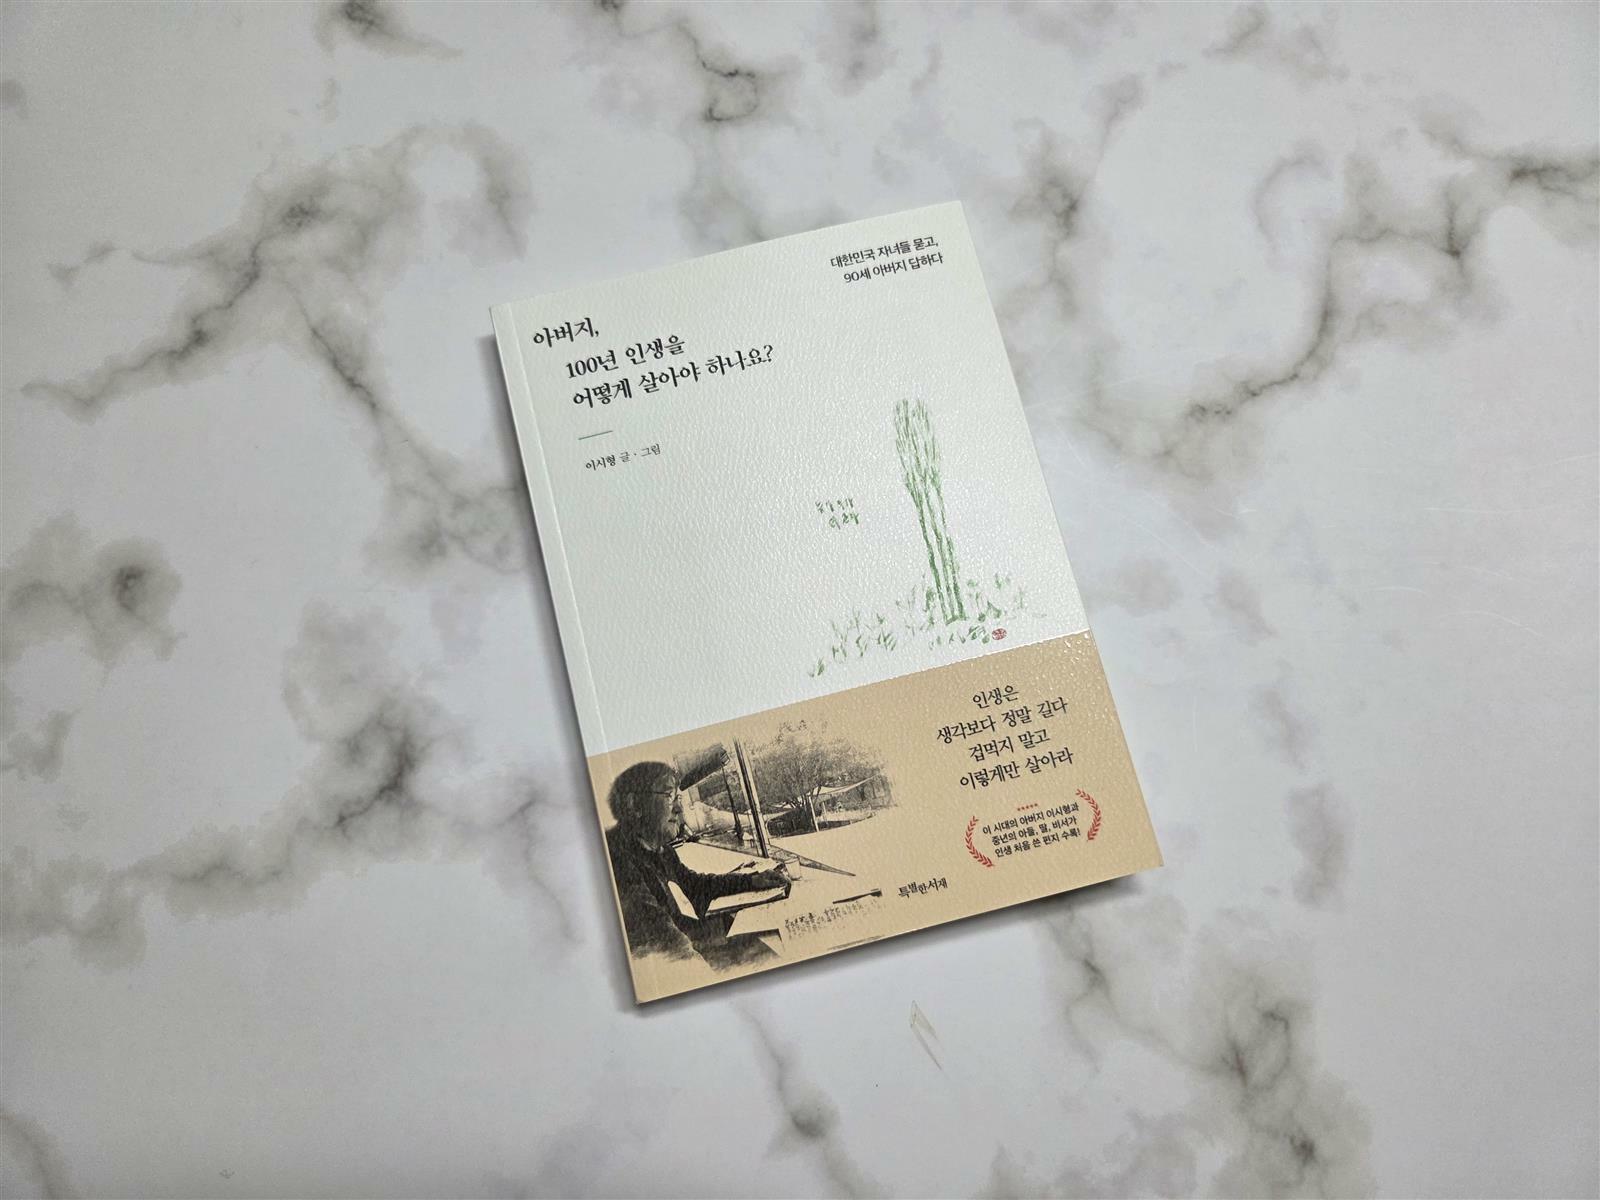 대한민국 자녀들 묻고,
90세 아버지 답하다
아버지,
100년 인생을
어떻게 살아야 하나요?
이시형 글 · 그림
이시형
인생은
생각보다 정말 길다
겁먹지 말고
이렇게만 살아라
이 시대의 아버지 이시형과
중년의 아들, 딸, 비서가
인생 처음 쓴 편지 수록!
특별한서재